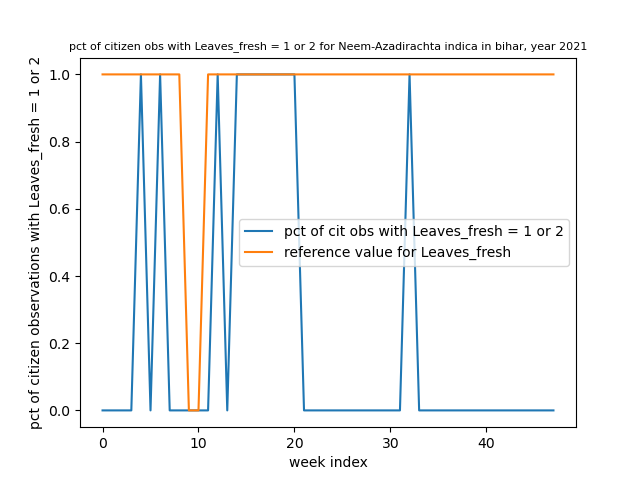 pct of citizen obs with Leaves_fresh = 1 or 2 for Neem-Azadirachta indica in bihar, year 2021
pct of citizen observations with Leaves_fresh = 1 or 2
1.0
0.8
0.6
0.4
0.2
0.0
pct of cit obs with Leaves_fresh = 1 or 2
reference value for Leaves_fresh
0
10
20
30
40
week index